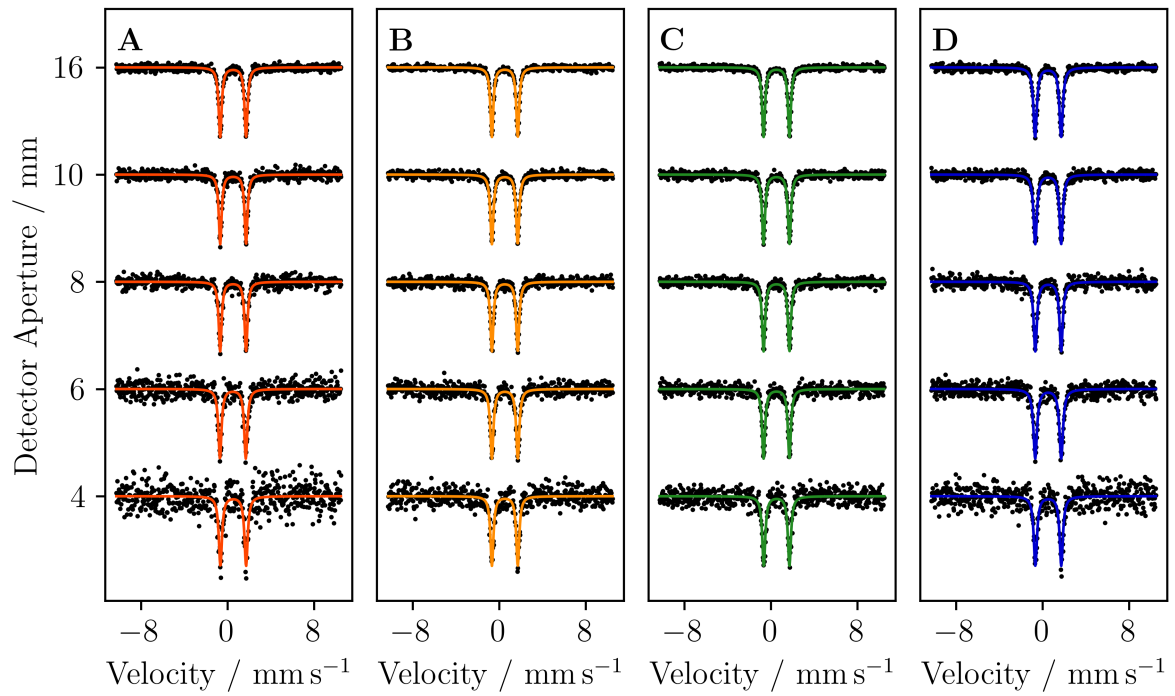 A B C D
16
10
8
6
4
Detector Aperture / mm
−8 0 8 −8 0 8 −8 0 8 −8 0 8
Velocity / mm s⁻¹ Velocity / mm s⁻¹ Velocity / mm s⁻¹ Velocity / mm s⁻¹